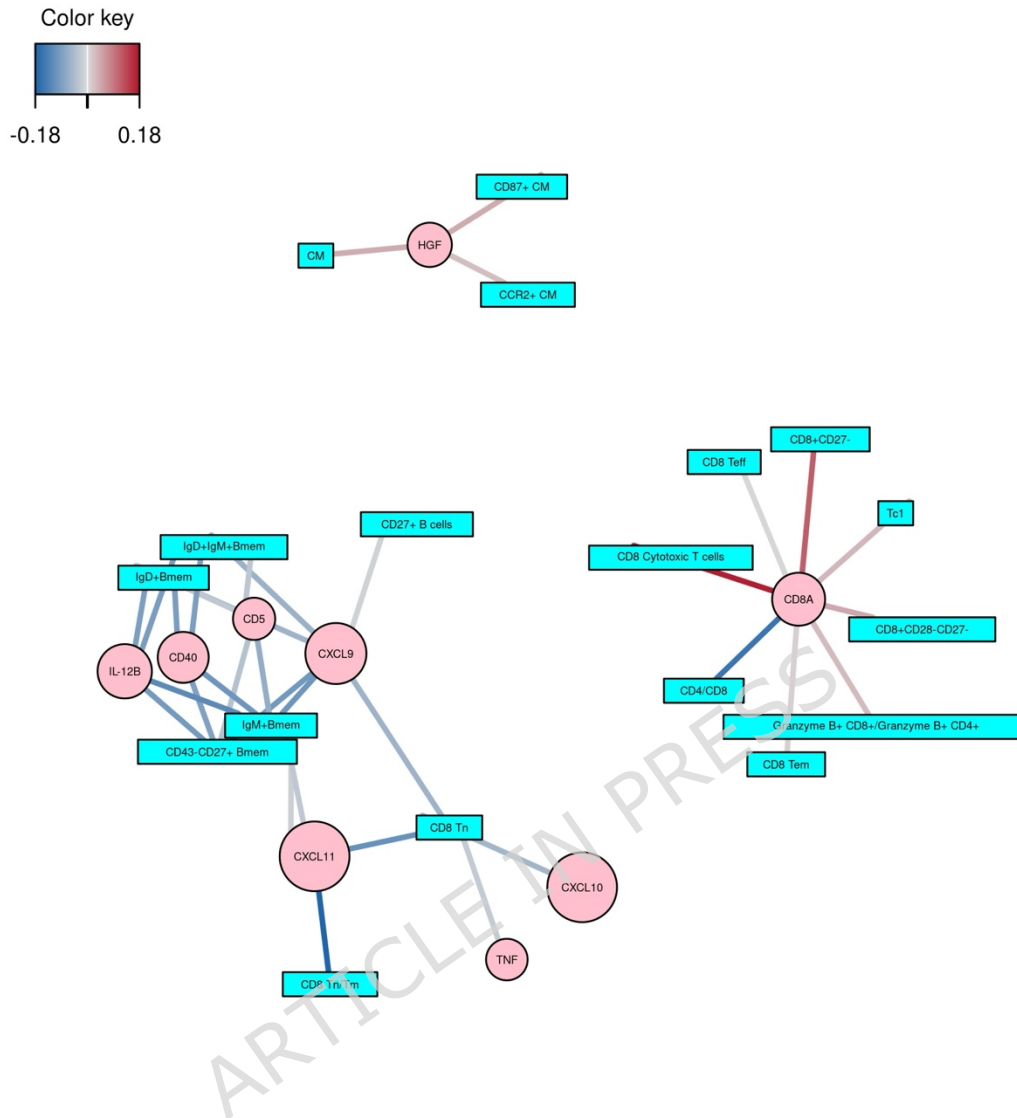 Color key
-0.18 0.18
CD87+ CM
HGF
CM
CCR2+ CM
CD8+CD27-
CD8 Teff
Tc1
CD27+ B cells
IgD+IgM+Bmem
CD8 Cytotoxic T cells
IgD+Bmem
CD8A
CD5
CD8+CD28-CD27-
CXCL9
CD40
IL-12B
CD4/CD8
IgM+Bmem
Granzyme B+ CD8+/Granzyme B+ CD4+
CD43-CD27+ Bmem
CD8 Tem
CD8 Tn
CXCL11
CXCL10
TNF
CD8 Tn/Tm
ARTICLE IN PRESS